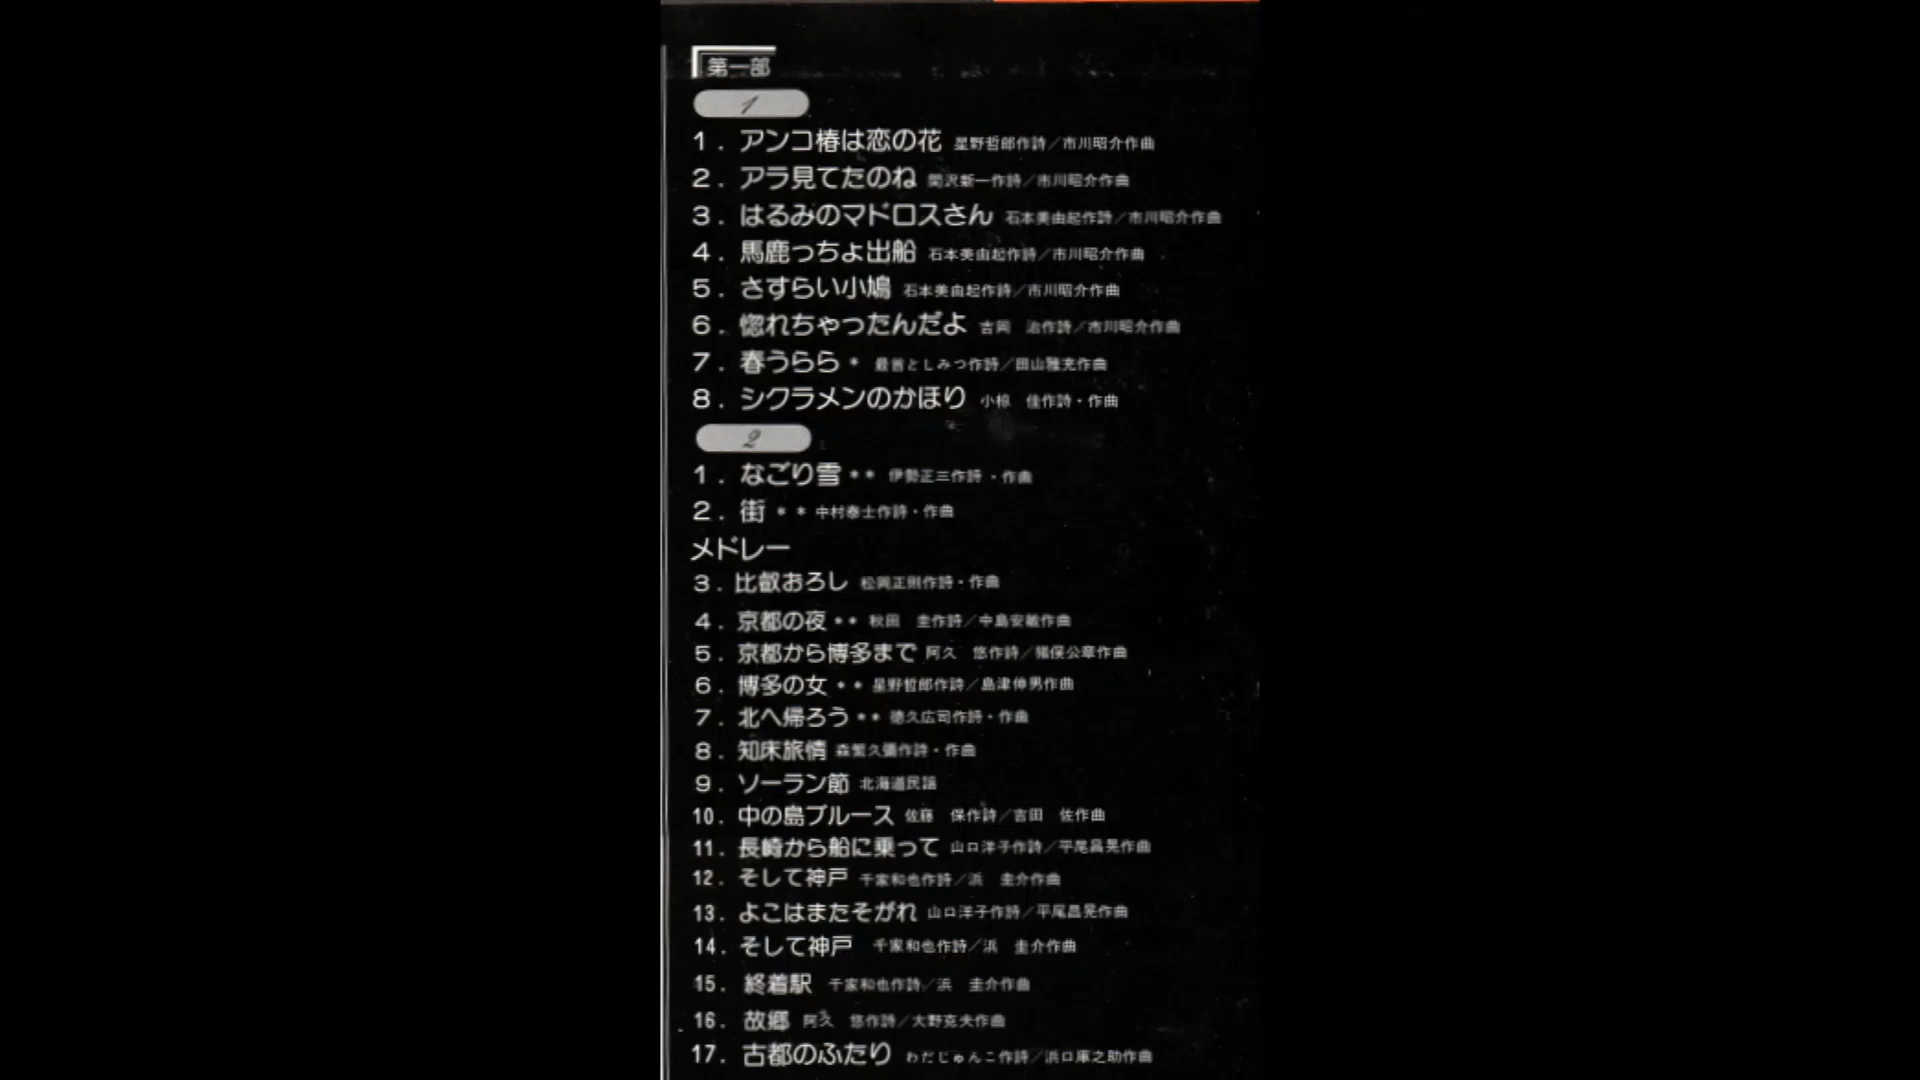 第一部
1
1. アンコ椿は恋の花 星野哲郎作詩/市川昭介作曲
2. アラ見てたのね 関沢新一作詩/市川昭介作曲
3. はるみのマドロスさん 石本美由起作詩/市川昭介作曲
4. 馬鹿っちょ出船 石本美由起作詩/市川昭介作曲
5. さすらい小鳩 石本美由起作詩/市川昭介作曲
6. 惚れちゃったんだよ 吉岡 治作詩/市川昭介作曲
7. 春うらら * 最首としみつ作詩/田山雅充作曲
8. シクラメンのかほり 小椋 佳作詩・作曲
2
1. なごり雪 ** 伊勢正三作詩・作曲
2. 街 ** 中村泰士作詩・作曲
メドレー
3. 比叡おろし 松岡正剛作詩・作曲
4. 京都の夜 ** 秋田 圭作詩/中島安敏作曲
5. 京都から博多まで 阿久 悠作詩/猪俣公章作曲
6. 博多の女 ** 星野哲郎作詩/島津伸男作曲
7. 北へ帰ろう ** 徳久広司作詩・作曲
8. 知床旅情 森繁久彌作詩・作曲
9. ソーラン節 北海道民謡
10. 中の島ブルース 佐藤 保作詩/吉田 佐作曲
11. 長崎から船に乗って 山口洋子作詩/平尾昌晃作曲
12. そして神戸 千家和也作詩/浜 圭介作曲
13. よこはまたそがれ 山口洋子作詩/平尾昌晃作曲
14. そして神戸 千家和也作詩/浜 圭介作曲
15. 終着駅 千家和也作詩/浜 圭介作曲
16. 故郷 阿久 悠作詩/大野克夫作曲
17. 古都のふたり わだじゅんこ作詩/浜口庫之助作曲